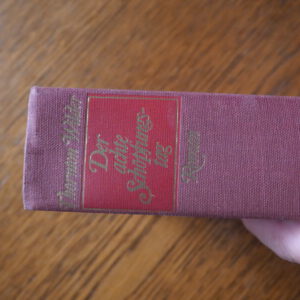 Thornton Wilder
Der
achte
Schöpfungs-
tag
Roman